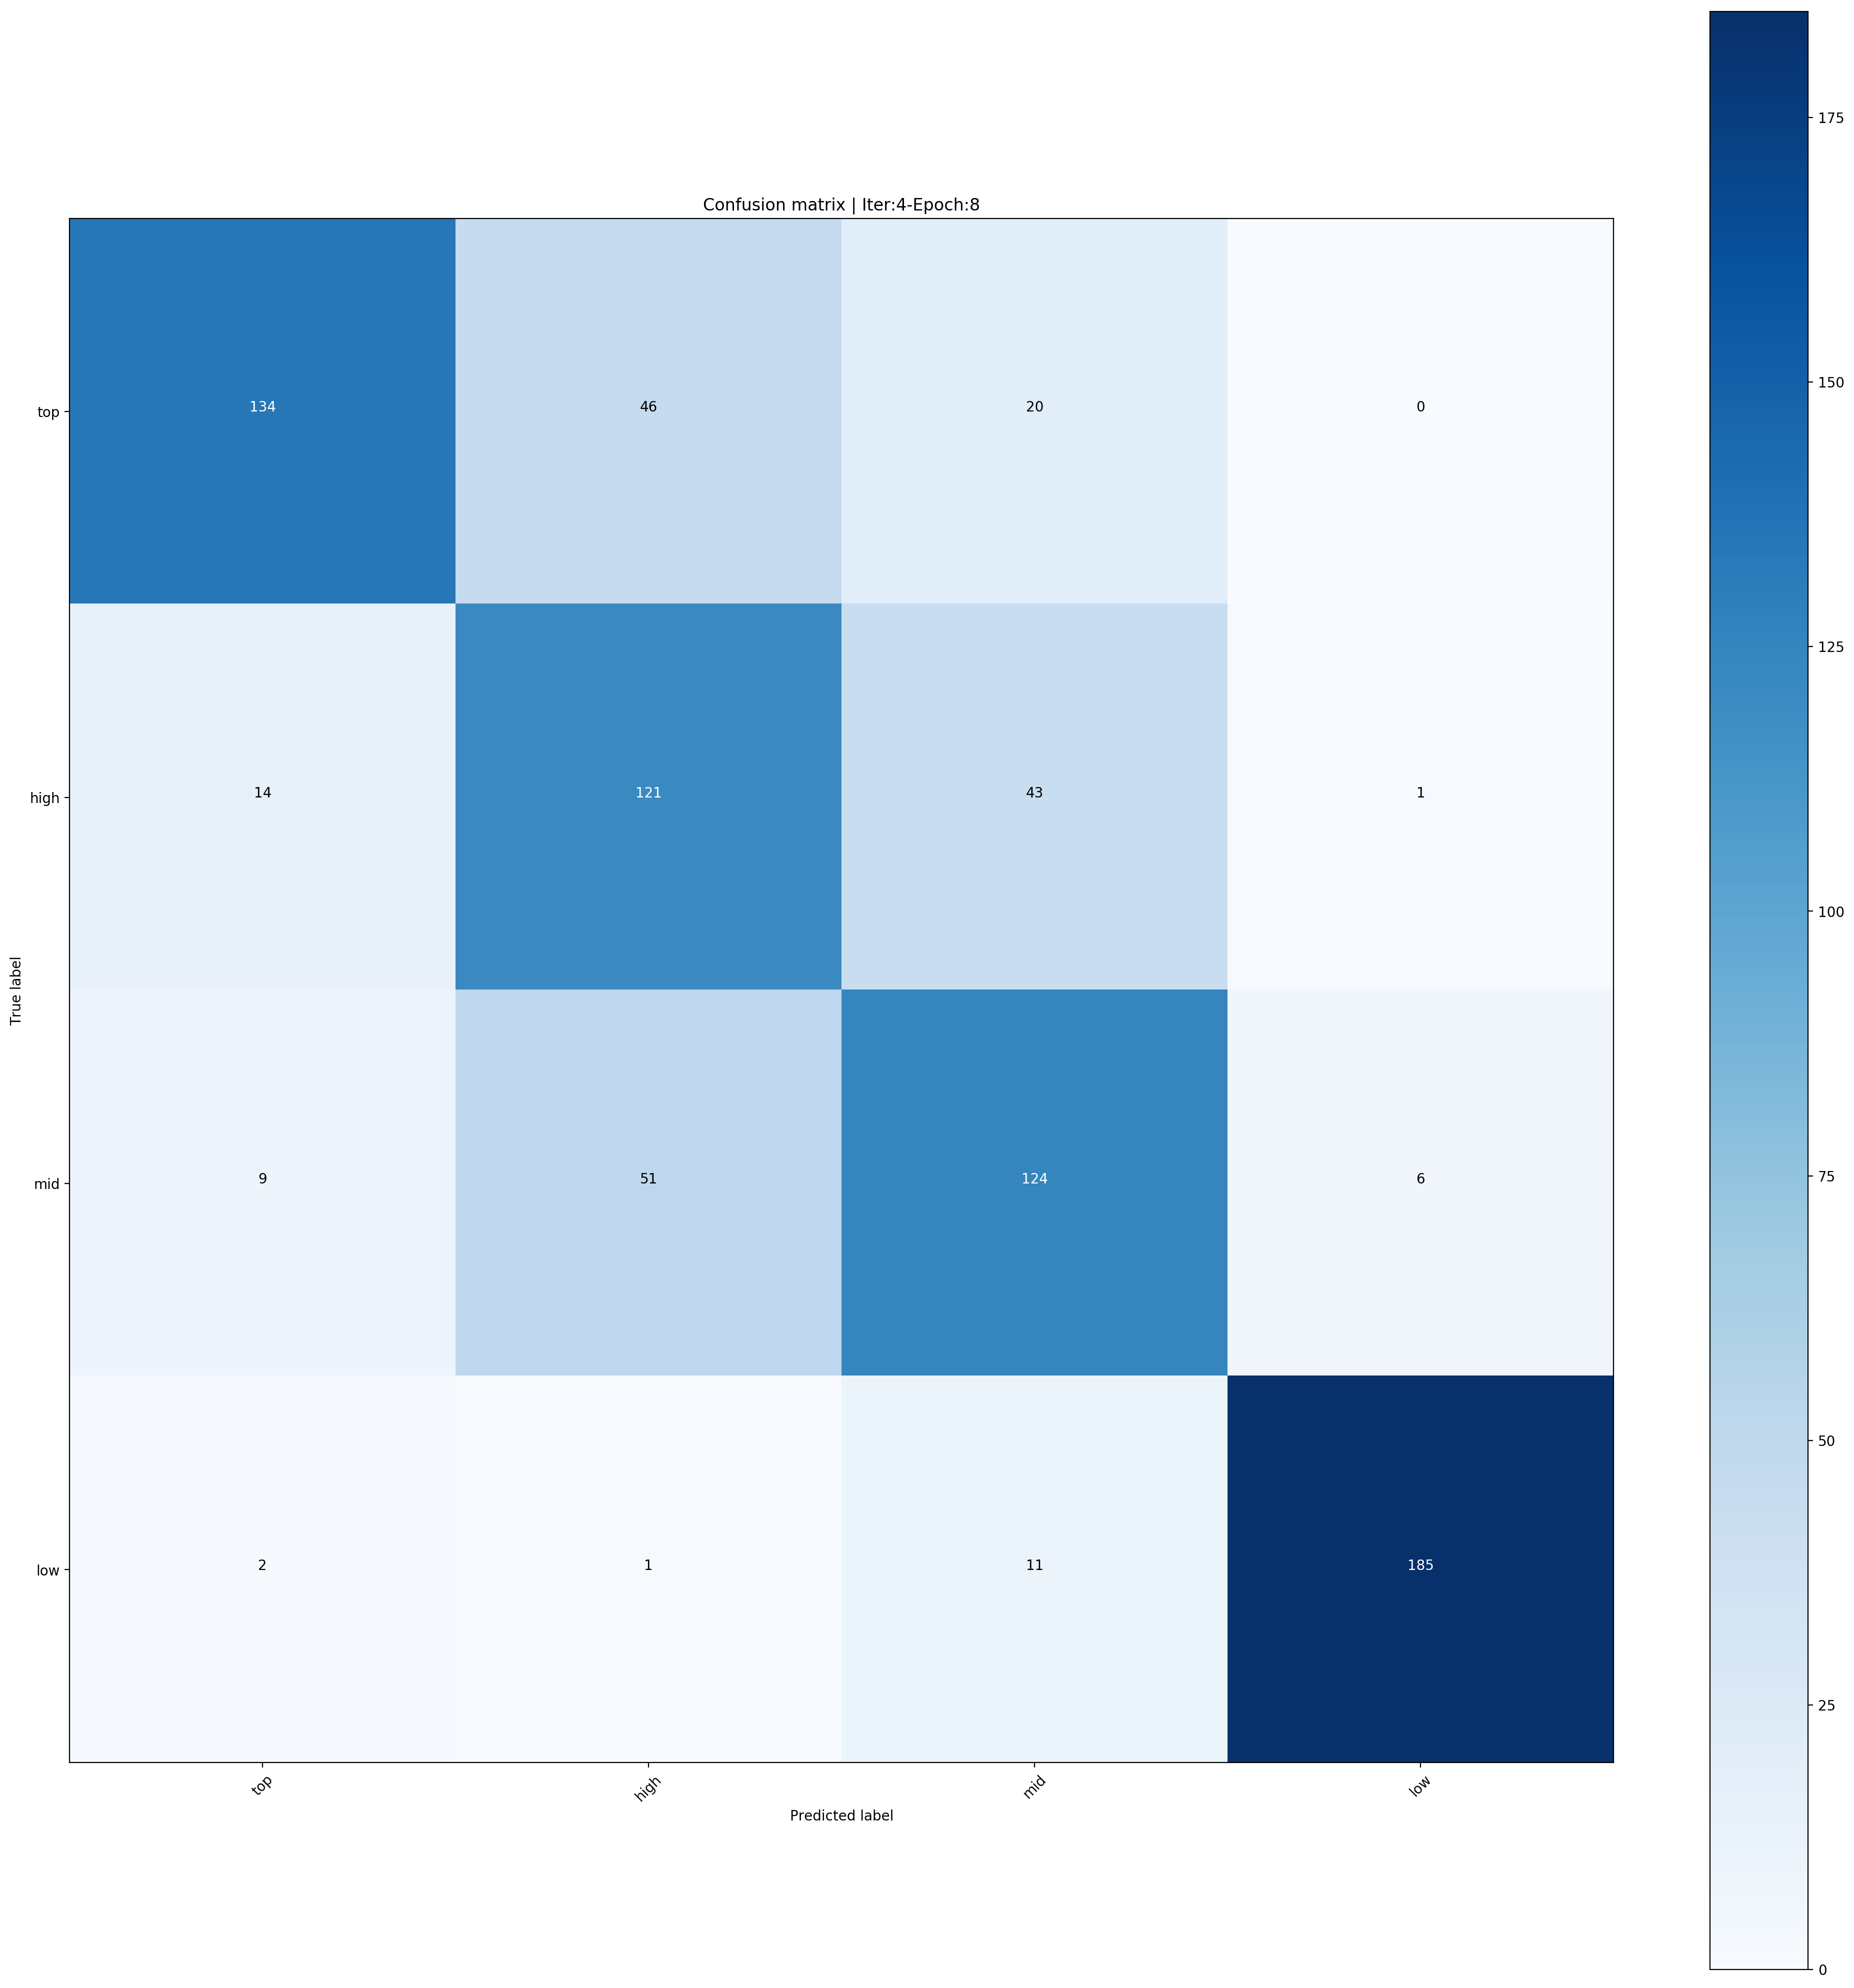 Confusion matrix | Iter:4-Epoch:8
True label
top
134 46 20 0
high
14 121 43 1
mid
9 51 124 6
low
2 1 11 185
top high mid low
Predicted label
175
150
125
100
75
50
25
0